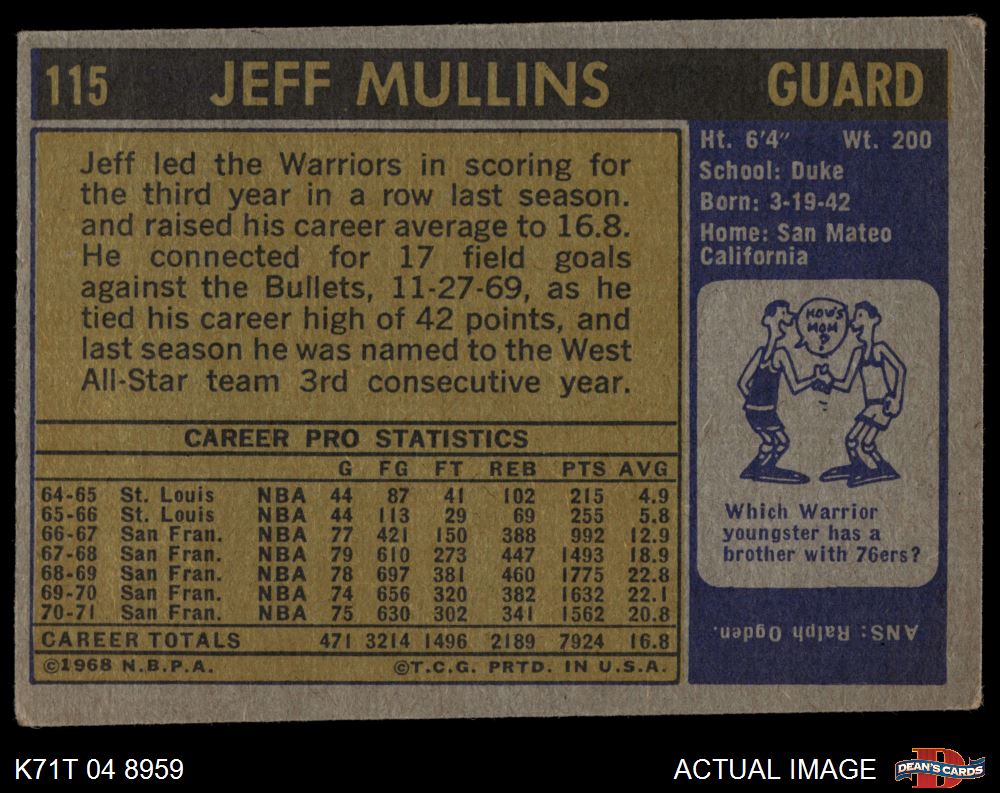 115 JEFF MULLINS GUARD
Jeff led the Warriors in scoring for
the third year in a row last season.
and raised his career average to 16.8.
He connected for 17 field goals
against the Bullets, 11-27-69, as he
tied his career high of 42 points, and
last season he was named to the West
All-Star team 3rd consecutive year.
CAREER PRO STATISTICS
G FG FT REB PTS AVG
64-65 St. Louis NBA 44 87 41 102 215 4.9
65-66 St. Louis NBA 44 113 29 69 255 5.8
66-67 San Fran. NBA 77 421 150 388 992 12.9
67-68 San Fran. NBA 79 610 273 447 1493 18.9
68-69 San Fran. NBA 78 697 381 460 1775 22.8
69-70 San Fran. NBA 74 656 320 382 1632 22.1
70-71 San Fran. NBA 75 630 302 341 1562 20.8
CAREER TOTALS 471 3214 1496 2189 7924 16.8
©1968 N.B.P.A. ©T.C.G. PRTD. IN U.S.A.
Ht. 6'4" Wt. 200
School: Duke
Born: 3-19-42
Home: San Mateo
California
HOW'S
MOM
?
Which Warrior
youngster has a
brother with 76ers?
ANS: Ralph Ogden.
K71T 04 8959
ACTUAL IMAGE
DEAN'S CARDS